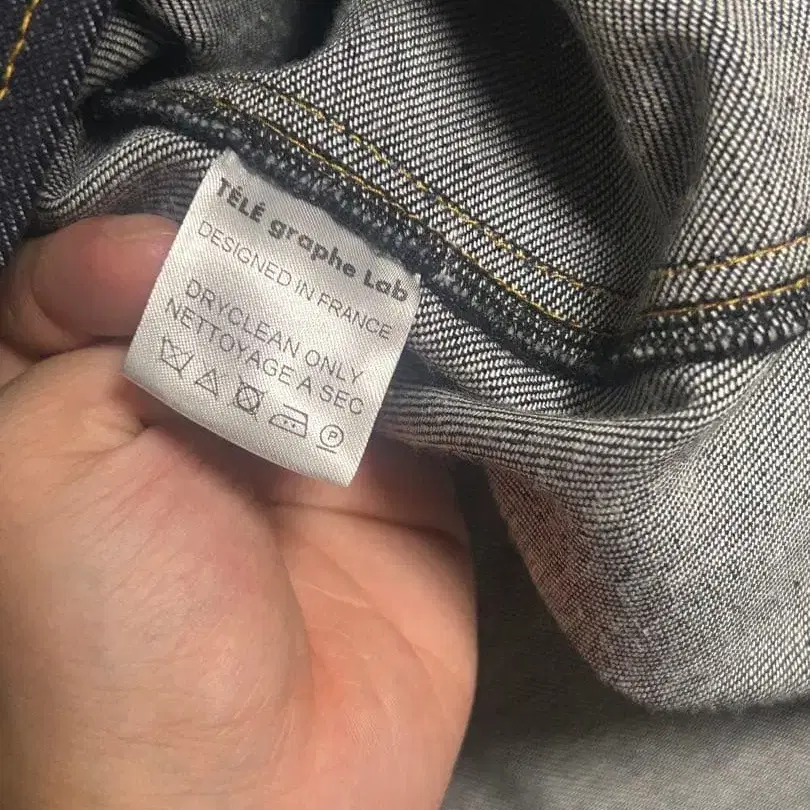 TÉLÉ graphe Lab
DESIGNED IN FRANCE
DRYCLEAN ONLY
NETTOYAGE A SEC
P